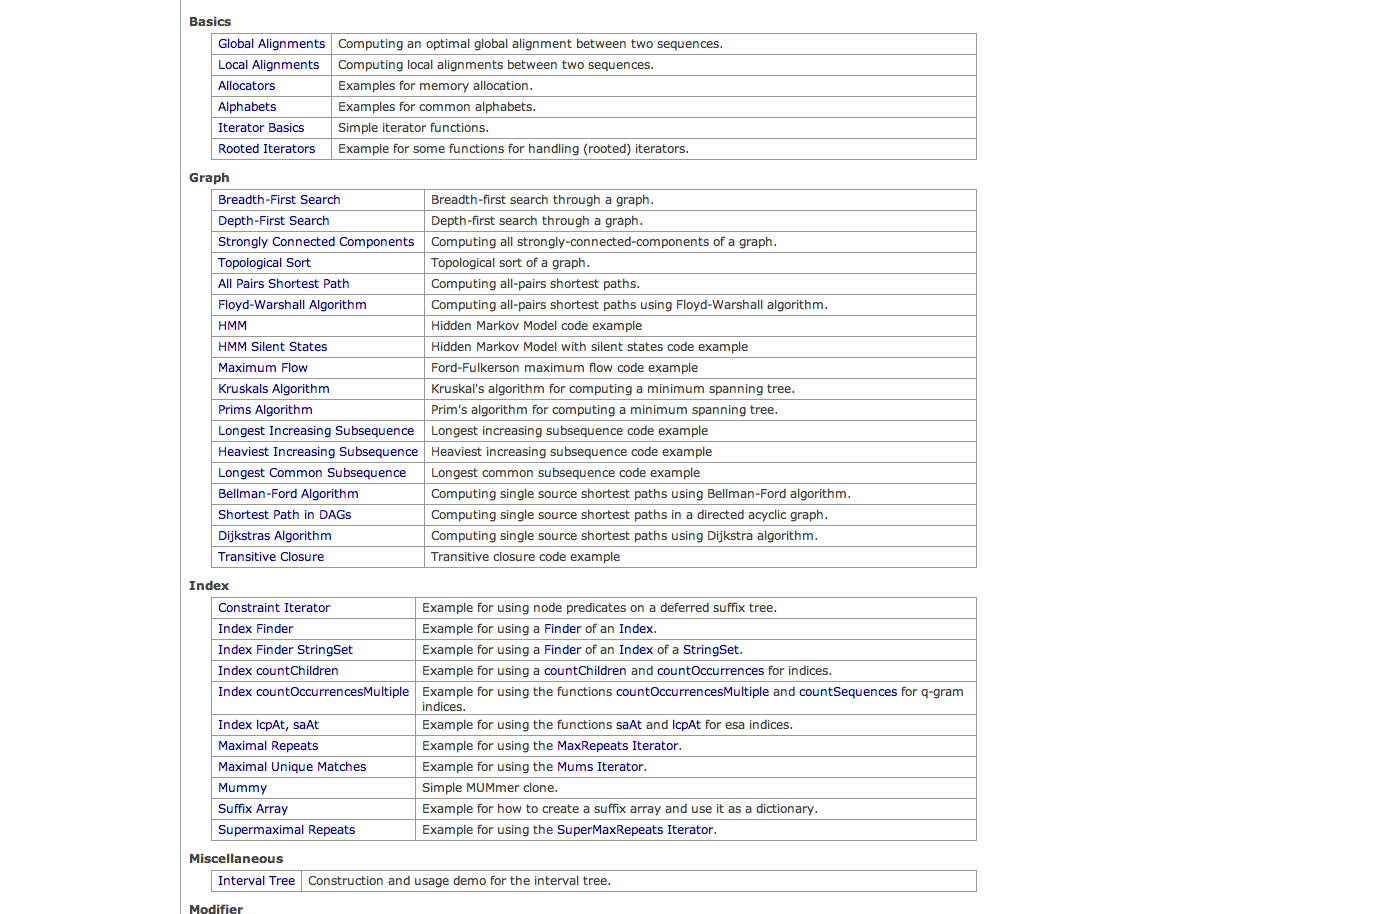 Basics
Global Alignments Computing an optimal global alignment between two sequences.
Local Alignments Computing local alignments between two sequences.
Allocators Examples for memory allocation.
Alphabets Examples for common alphabets.
Iterator Basics Simple iterator functions.
Rooted Iterators Example for some functions for handling (rooted) iterators.
Graph
Breadth-First Search Breadth-first search through a graph.
Depth-First Search Depth-first search through a graph.
Strongly Connected Components Computing all strongly-connected-components of a graph.
Topological Sort Topological sort of a graph.
All Pairs Shortest Path Computing all-pairs shortest paths.
Floyd-Warshall Algorithm Computing all-pairs shortest paths using Floyd-Warshall algorithm.
HMM Hidden Markov Model code example
HMM Silent States Hidden Markov Model with silent states code example
Maximum Flow Ford-Fulkerson maximum flow code example
Kruskals Algorithm Kruskal's algorithm for computing a minimum spanning tree.
Prims Algorithm Prim's algorithm for computing a minimum spanning tree.
Longest Increasing Subsequence Longest increasing subsequence code example
Heaviest Increasing Subsequence Heaviest increasing subsequence code example
Longest Common Subsequence Longest common subsequence code example
Bellman-Ford Algorithm Computing single source shortest paths using Bellman-Ford algorithm.
Shortest Path in DAGs Computing single source shortest paths in a directed acyclic graph.
Dijkstras Algorithm Computing single source shortest paths using Dijkstra algorithm.
Transitive Closure Transitive closure code example
Index
Constraint Iterator Example for using node predicates on a deferred suffix tree.
Index Finder Example for using a Finder of an Index.
Index Finder StringSet Example for using a Finder of an Index of a StringSet.
Index countChildren Example for using a countChildren and countOccurrences for indices.
Index countOccurrencesMultiple Example for using the functions countOccurrencesMultiple and countSequences for q-gram
indices.
Index lcpAt, saAt Example for using the functions saAt and lcpAt for esa indices.
Maximal Repeats Example for using the MaxRepeats Iterator.
Maximal Unique Matches Example for using the Mums Iterator.
Mummy Simple MUMmer clone.
Suffix Array Example for how to create a suffix array and use it as a dictionary.
Supermaximal Repeats Example for using the SuperMaxRepeats Iterator.
Miscellaneous
Interval Tree Construction and usage demo for the interval tree.
Modifier